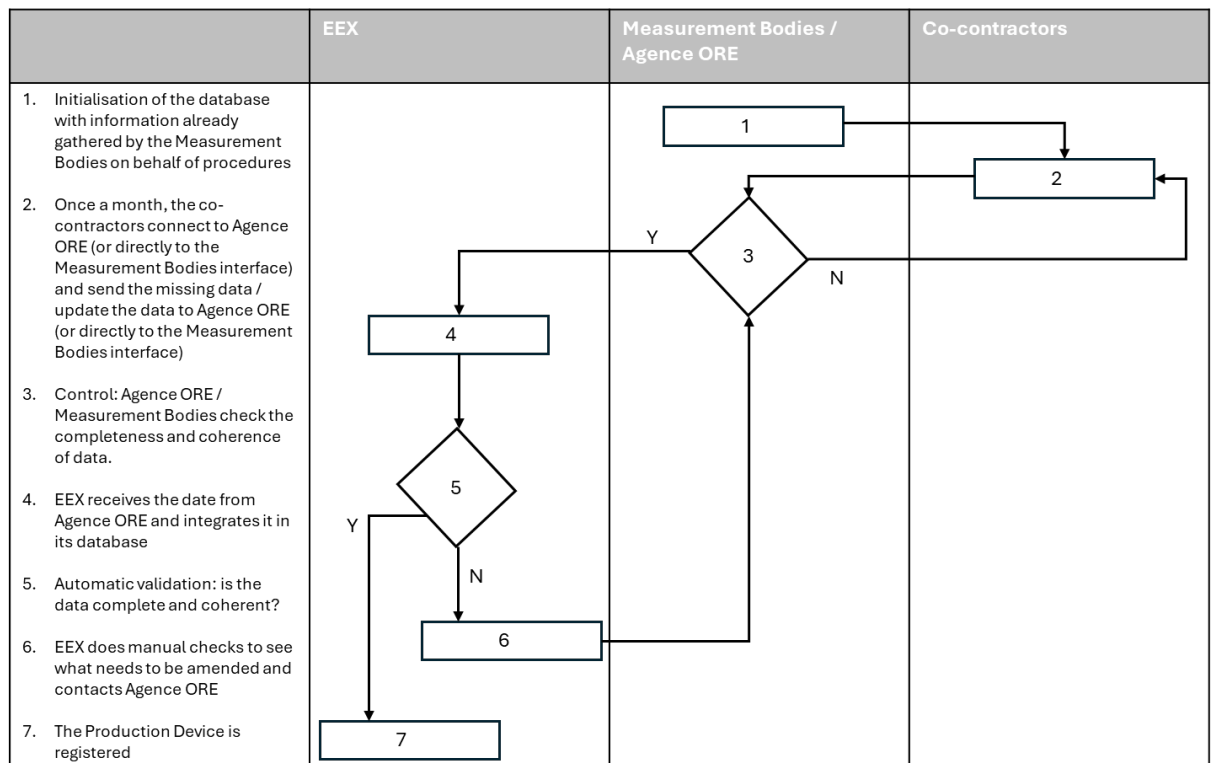 EEX
Measurement Bodies /
Agence ORE
Co-contractors
1. Initialisation of the database
with information already
gathered by the Measurement
Bodies on behalf of procedures
2. Once a month, the co-
contractors connect to Agence
ORE (or directly to the
Measurement Bodies interface)
and send the missing data /
update the data to Agence ORE
(or directly to the Measurement
Bodies interface)
3. Control: Agence ORE /
Measurement Bodies check the
completeness and coherence
of data.
4. EEX receives the date from
Agence ORE and integrates it in
its database
5. Automatic validation: is the
data complete and coherent?
6. EEX does manual checks to see
what needs to be amended and
contacts Agence ORE
7. The Production Device is
registered
1
2
Y
3
N
4
5
Y
N
6
7